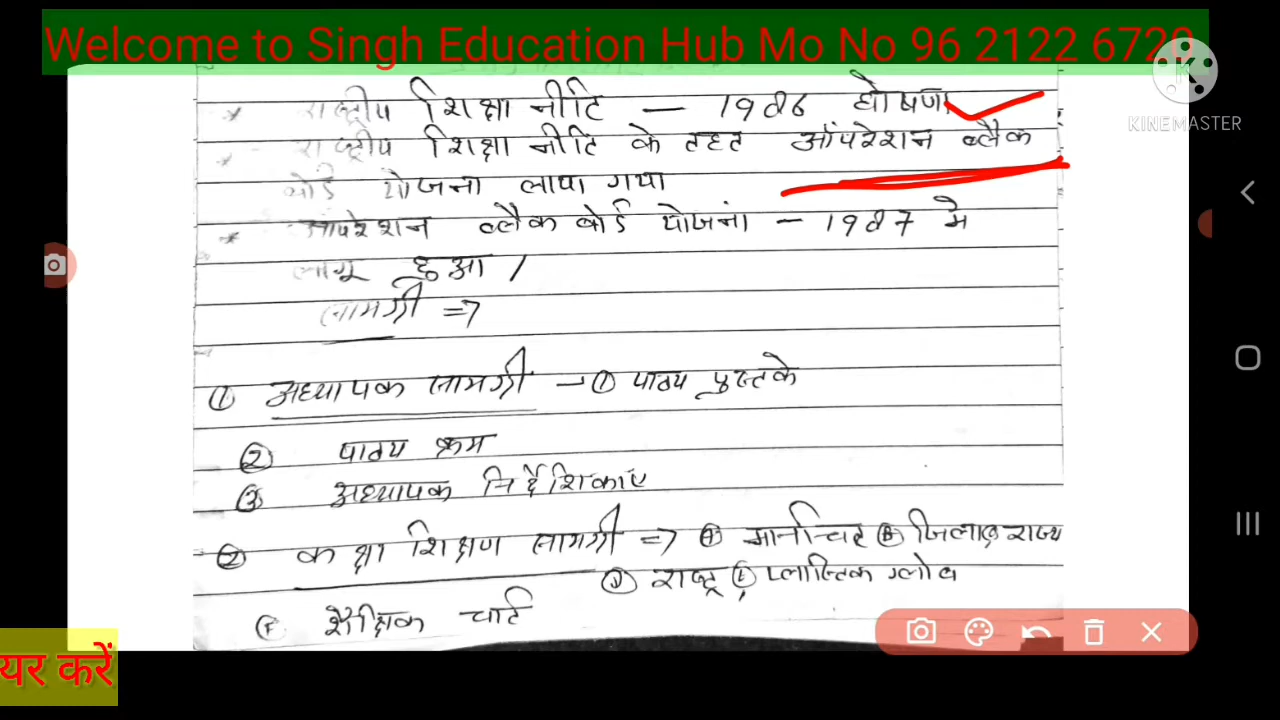 Welcome to Singh Education Hub Mo No 96 2122 6729
KINEMASTER
* राष्ट्रीय शिक्षा नीति — 1986 घोषणा
* राष्ट्रीय शिक्षा नीति के तहत ऑपरेशन ब्लैक
बोर्ड योजना लाया गया
* ऑपरेशन ब्लैक बोर्ड योजना — 1987 मे
लागू हुआ /
सामग्री =>
① अध्यापक सामग्री → ① पाठ्य पुस्तके
② पाठ्य क्रम
③ अध्यापक निर्देशिकाए
② कक्षा शिक्षण सामग्री => Ⓐ मानचित्र Ⓑ जिला Ⓒ राज्य
Ⓓ राष्ट्र Ⓔ प्लास्टिक ग्लोब
Ⓕ शैक्षिक चार्ट
यर करें